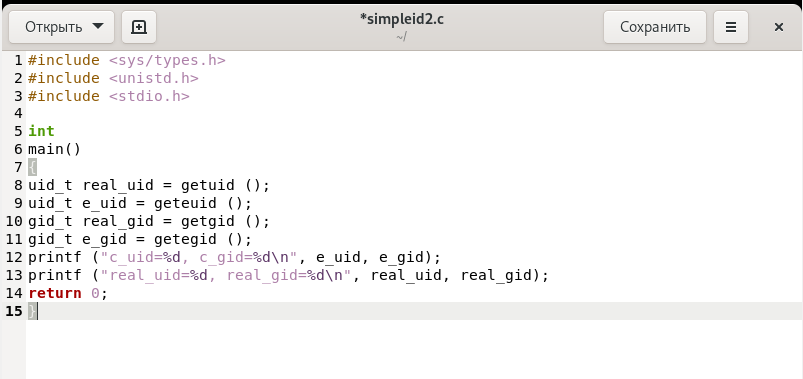 Открыть
*simpleid2.c
~/
Сохранить
1 #include <sys/types.h>
2 #include <unistd.h>
3 #include <stdio.h>
4
5 int
6 main()
7 {
8 uid_t real_uid = getuid ();
9 uid_t e_uid = geteuid ();
10 gid_t real_gid = getgid ();
11 gid_t e_gid = getegid ();
12 printf ("c_uid=%d, c_gid=%d\n", e_uid, e_gid);
13 printf ("real_uid=%d, real_gid=%d\n", real_uid, real_gid);
14 return 0;
15 }